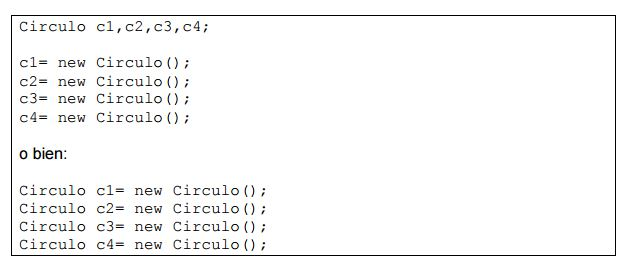 Circulo c1,c2,c3,c4;
c1= new Circulo();
c2= new Circulo();
c3= new Circulo();
c4= new Circulo();
o bien:
Circulo c1= new Circulo();
Circulo c2= new Circulo();
Circulo c3= new Circulo();
Circulo c4= new Circulo();